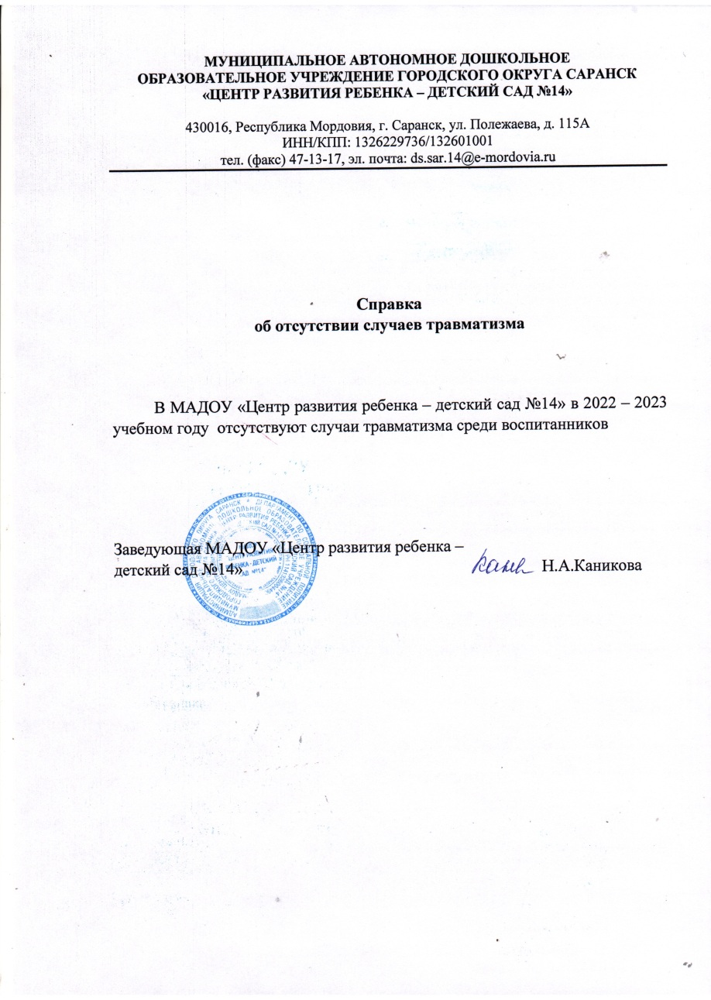 МУНИЦИПАЛЬНОЕ АВТОНОМНОЕ ДОШКОЛЬНОЕ
ОБРАЗОВАТЕЛЬНОЕ УЧРЕЖДЕНИЕ ГОРОДСКОГО ОКРУГА САРАНСК
«ЦЕНТР РАЗВИТИЯ РЕБЕНКА – ДЕТСКИЙ САД №14»
430016, Республика Мордовия, г. Саранск, ул. Полежаева, д. 115А
ИНН/КПП: 1326229736/132601001
тел. (факс) 47-13-17, эл. почта: ds.sar.14@e-mordovia.ru
Справка
об отсутствии случаев травматизма
В МАДОУ «Центр развития ребенка – детский сад №14» в 2022 – 2023
учебном году отсутствуют случаи травматизма среди воспитанников
Заведующая МАДОУ «Центр развития ребенка –
детский сад №14» Н.А.Каникова